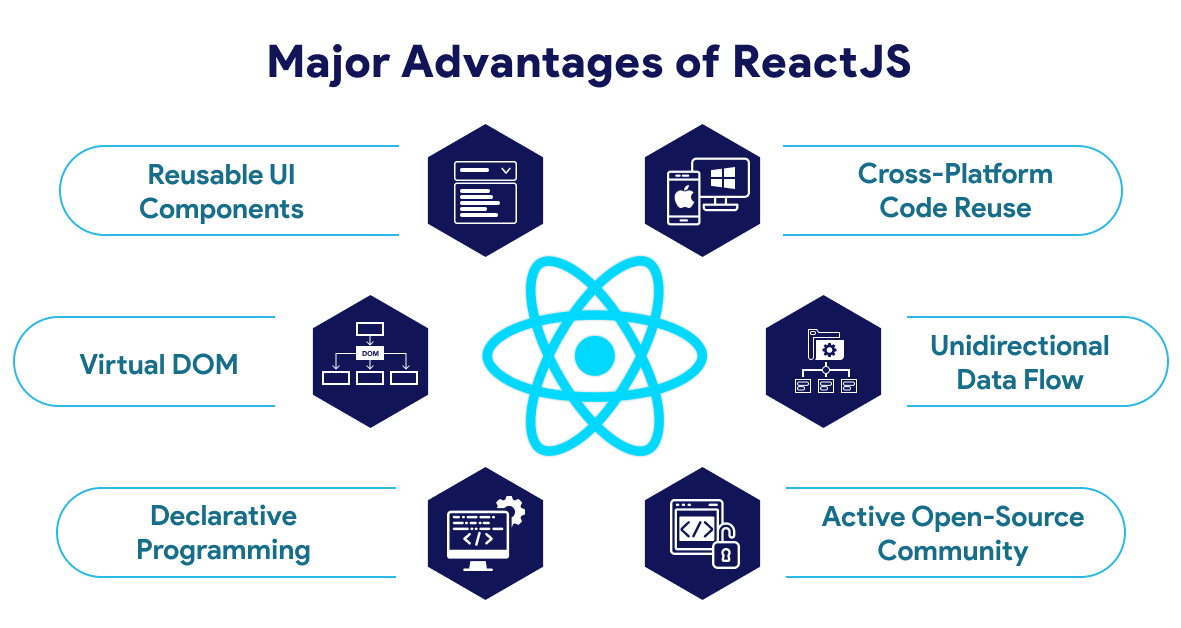 Major Advantages of ReactJS
Reusable UI
Components
Cross-Platform
Code Reuse
Virtual DOM
DOM
Unidirectional
Data Flow
Declarative
Programming
</>
Active Open-Source
Community
</>